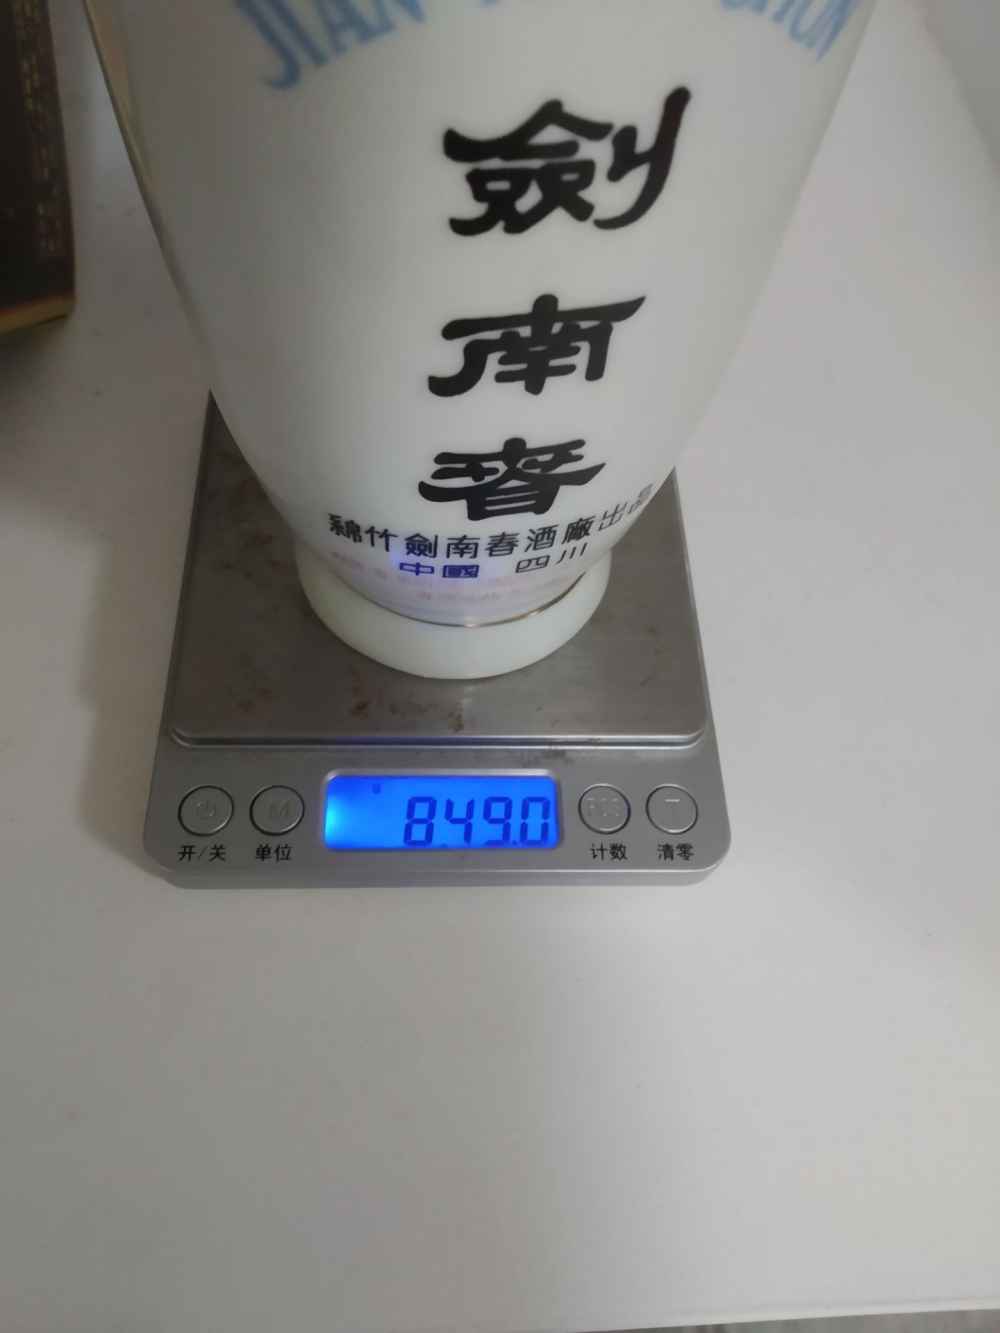 劍
南
春
綿竹劍南春酒廠出品
中國 四川
849.0
M PCS T
开/关 单位 计数 清零